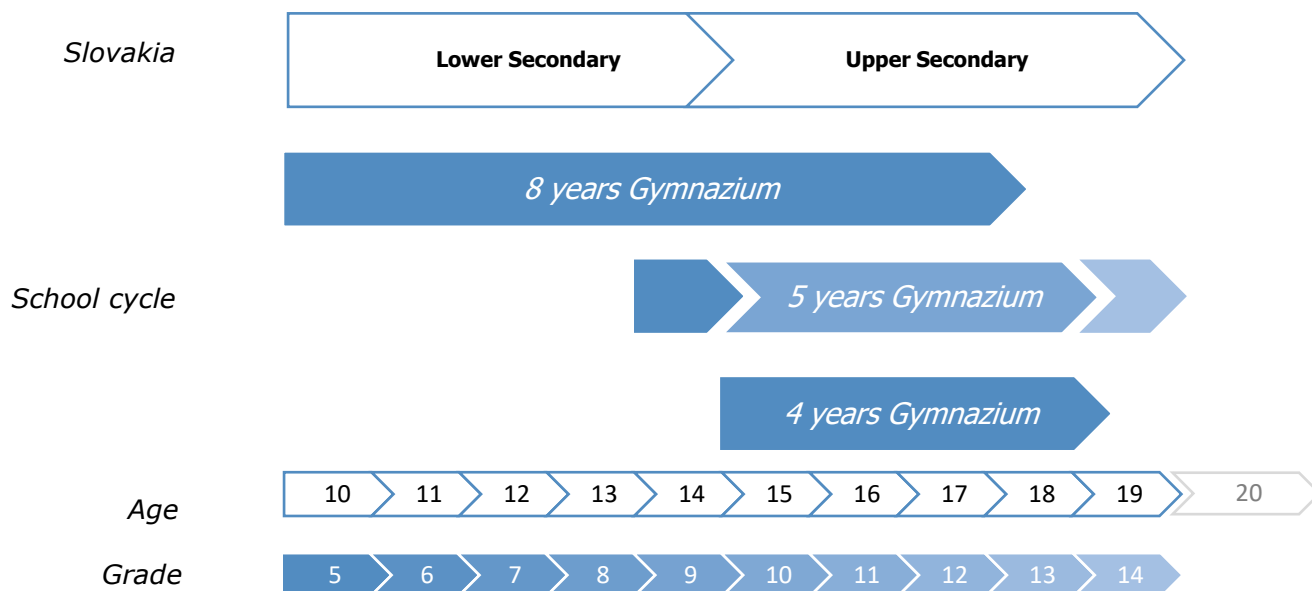 Slovakia
Lower Secondary
Upper Secondary
8 years Gymnazium
School cycle
5 years Gymnazium
4 years Gymnazium
Age
10 11 12 13 14 15 16 17 18 19 20
Grade
5 6 7 8 9 10 11 12 13 14